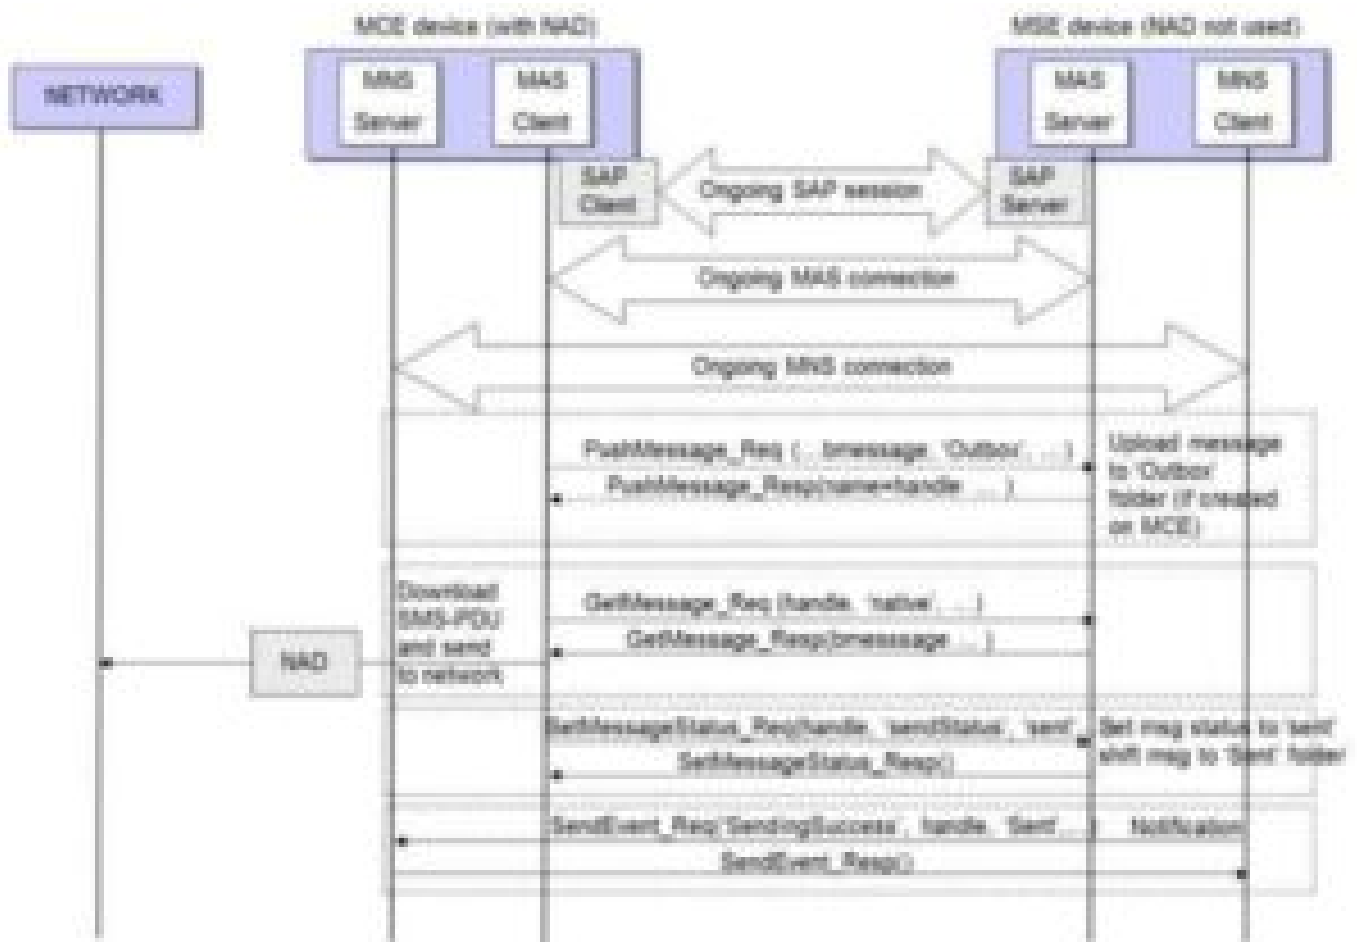 MCE device (with NAD)
MSE device (NAD not used)
NETWORK
MNS
Server
MAS
Client
MAS
Server
MNS
Client
SAP
Client
Ongoing SAP session
SAP
Server
Ongoing MAS connection
Ongoing MNS connection
PushMessage_Req (...bmessage, 'Outbox', ...)
PushMessage_Resp(name=handle ... )
Upload message
to 'Outbox'
folder (if created
on MCE)
Download
SMS-PDU
and send
to network
GetMessage_Req (handle, 'native', ...)
GetMessage_Resp(bmesssage ... )
NAD
SetMessageStatus_Req(handle, 'sendStatus', 'sent',
Set msg status to 'sent'
shift msg to 'Sent' folder
SetMessageStatus_Resp()
SendEvent_Req('SendingSuccess', handle, 'Sent'...)
Notification
SendEvent_Resp()